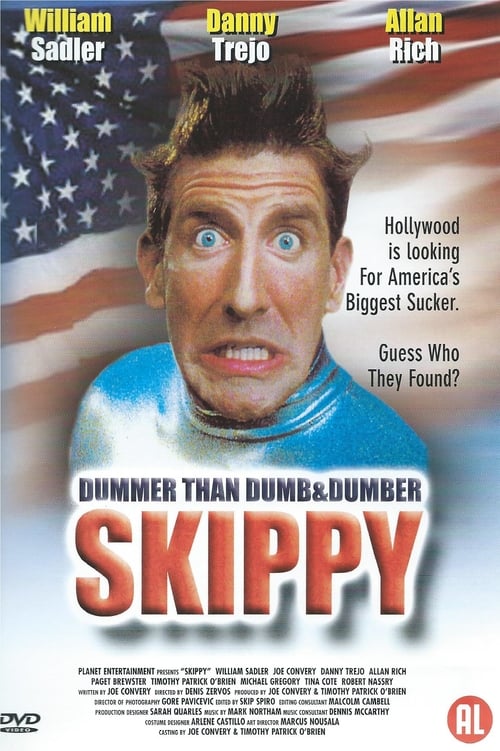 William Sadler
Danny Trejo
Allan Rich
Hollywood
is looking
For America's
Biggest Sucker.
Guess Who
They Found?
DUMMER THAN DUMB&DUMBER
SKIPPY
PLANET ENTERTAINMENT PRESENTS "SKIPPY" WILLIAM SADLER JOE CONVERY DANNY TREJO ALLAN RICH
PAGET BREWSTER TIMOTHY PATRICK O'BRIEN MICHAEL GREGORY TINA COTE ROBERT NASSRY
WRITTEN BY JOE CONVERY DIRECTED BY DENIS ZERVOS PRODUCED BY JOE CONVERY & TIMOTHY PATRICK O'BRIEN
DIRECTOR OF PHOTOGRAPHY GORE PAVICEVIC EDITED BY SKIP SPIRO EDITING CONSULTANT MALCOLM CAMBELL
PRODUCTION DESIGNER SARAH QUARLES MUSIC BY MARK NORTHAM MUSIC CONSULTANT DENNIS MCCARTHY
COSTUME DESIGNER ARLENE CASTILLO ART DIRECTOR MARCUS NOUSALA
CASTING BY JOE CONVERY & TIMOTHY PATRICK O'BRIEN
DVD
VIDEO
AL